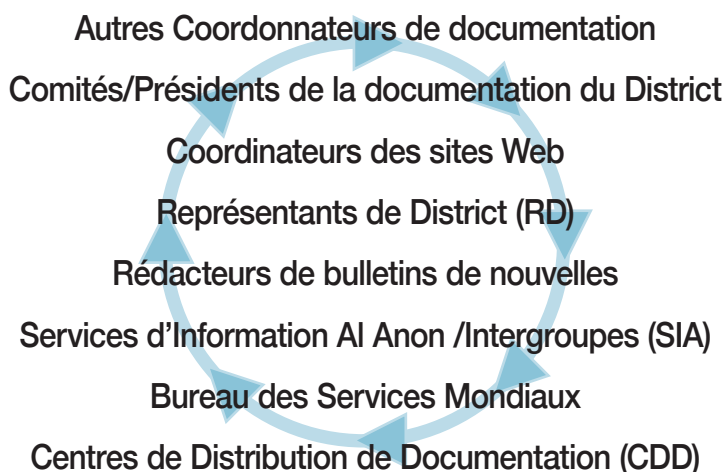 Autres Coordonnateurs de documentation
Comités/Présidents de la documentation du District
Coordinateurs des sites Web
Représentants de District (RD)
Rédacteurs de bulletins de nouvelles
Services d’Information Al Anon /Intergroupes (SIA)
Bureau des Services Mondiaux
Centres de Distribution de Documentation (CDD)